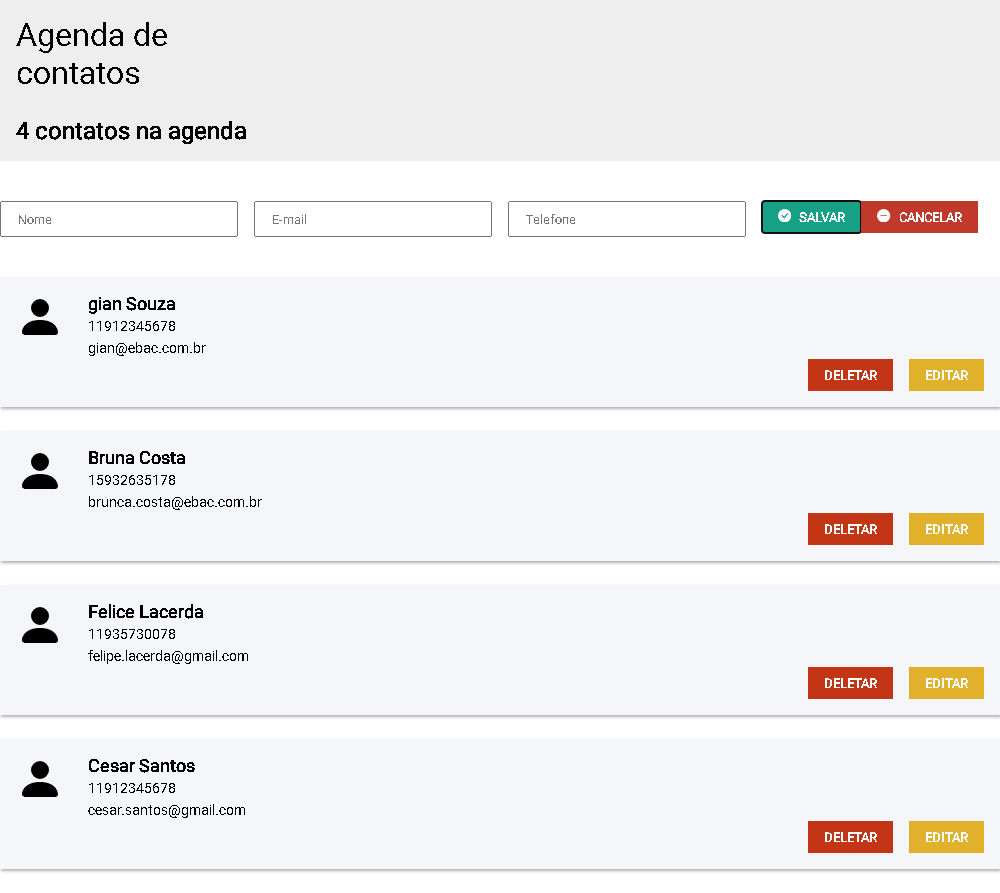 Agenda de
contatos
4 contatos na agenda
Nome E-mail Telefone SALVAR CANCELAR
gian Souza
11912345678
gian@ebac.com.br
DELETAR EDITAR
Bruna Costa
15932635178
brunca.costa@ebac.com.br
DELETAR EDITAR
Felice Lacerda
11935730078
felipe.lacerda@gmail.com
DELETAR EDITAR
Cesar Santos
11912345678
cesar.santos@gmail.com
DELETAR EDITAR